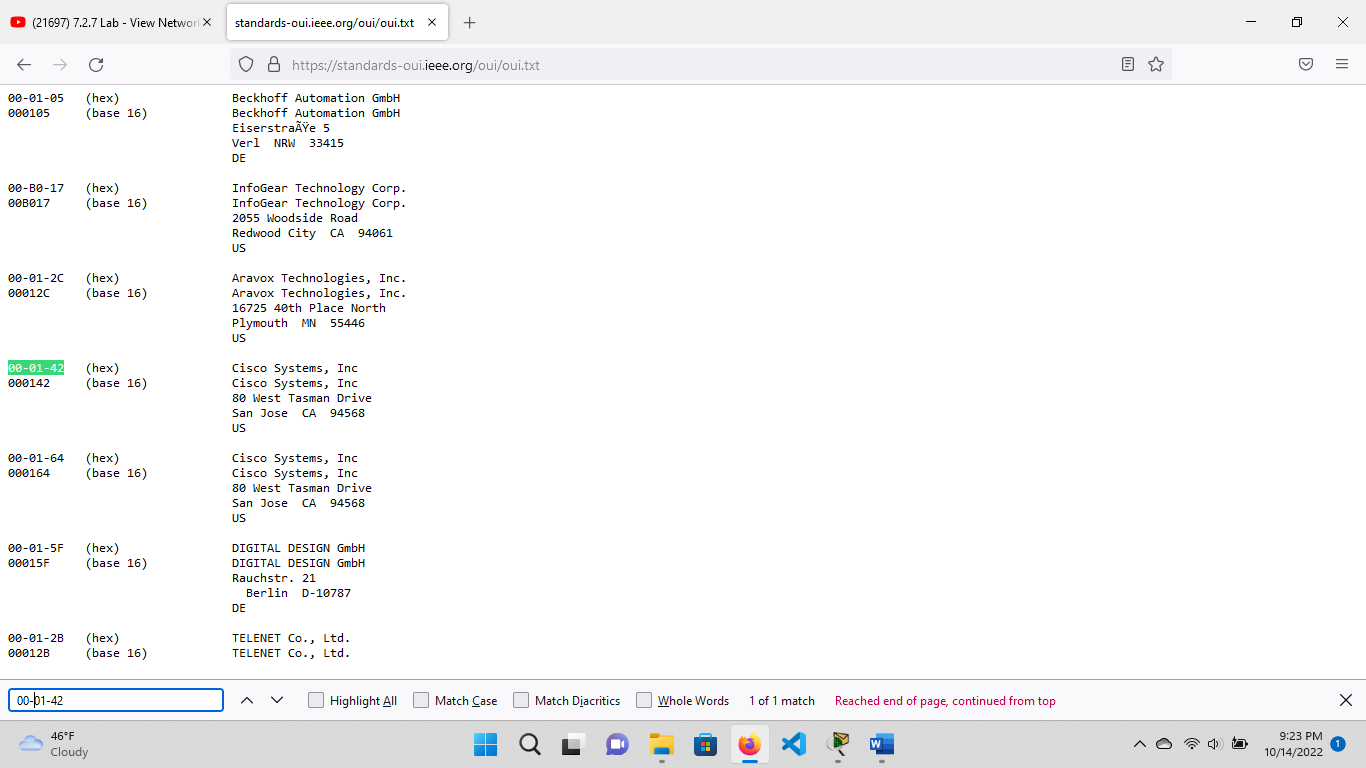 (21697) 7.2.7 Lab - View Networ
standards-oui.ieee.org/oui/oui.txt
https://standards-oui.ieee.org/oui/oui.txt
00-01-05 (hex) Beckhoff Automation GmbH
000105 (base 16) Beckhoff Automation GmbH
EiserstraÃŸe 5
Verl NRW 33415
DE
00-B0-17 (hex) InfoGear Technology Corp.
00B017 (base 16) InfoGear Technology Corp.
2055 Woodside Road
Redwood City CA 94061
US
00-01-2C (hex) Aravox Technologies, Inc.
00012C (base 16) Aravox Technologies, Inc.
16725 40th Place North
Plymouth MN 55446
US
00-01-42 (hex) Cisco Systems, Inc
000142 (base 16) Cisco Systems, Inc
80 West Tasman Drive
San Jose CA 94568
US
00-01-64 (hex) Cisco Systems, Inc
000164 (base 16) Cisco Systems, Inc
80 West Tasman Drive
San Jose CA 94568
US
00-01-5F (hex) DIGITAL DESIGN GmbH
00015F (base 16) DIGITAL DESIGN GmbH
Rauchstr. 21
Berlin D-10787
DE
00-01-2B (hex) TELENET Co., Ltd.
00012B (base 16) TELENET Co., Ltd.
00-01-42 Highlight All Match Case Match Diacritics Whole Words 1 of 1 match Reached end of page, continued from top
46°F
Cloudy
9:23 PM
10/14/2022
1